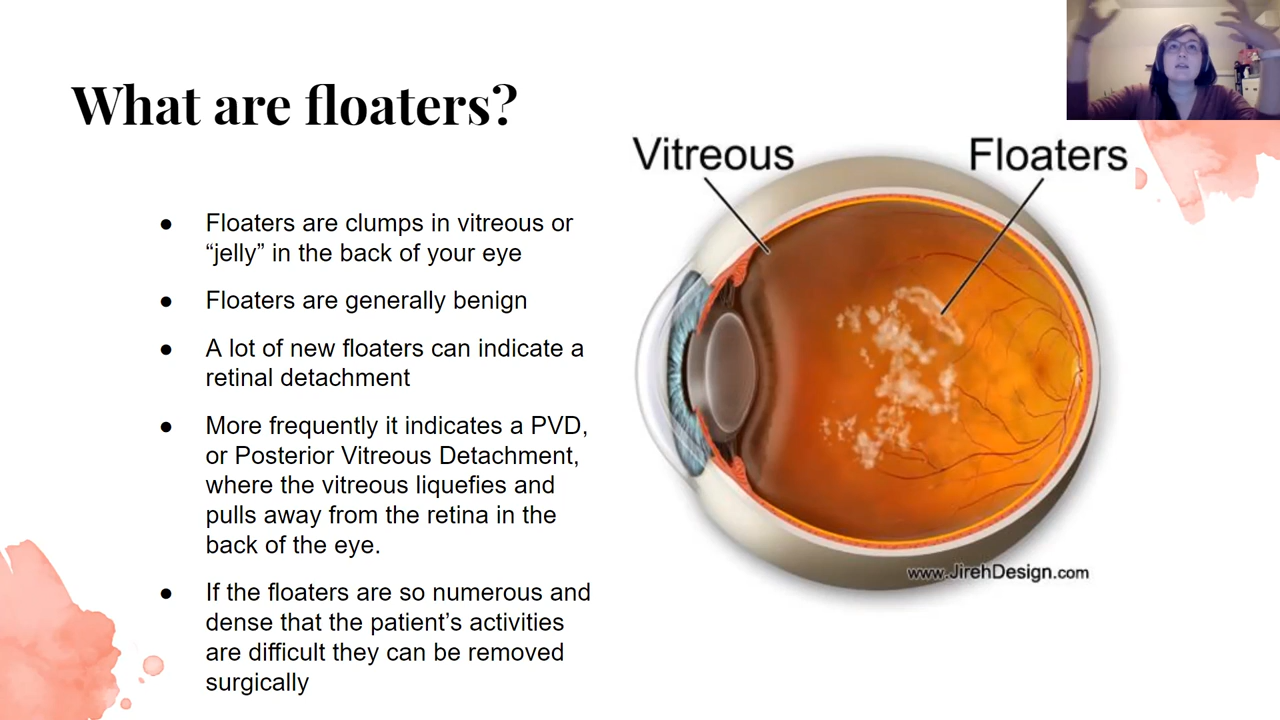 What are floaters?
● Floaters are clumps in vitreous or
“jelly” in the back of your eye
● Floaters are generally benign
● A lot of new floaters can indicate a
retinal detachment
● More frequently it indicates a PVD,
or Posterior Vitreous Detachment,
where the vitreous liquefies and
pulls away from the retina in the
back of the eye.
● If the floaters are so numerous and
dense that the patient’s activities
are difficult they can be removed
surgically
Vitreous
Floaters
www.JirehDesign.com